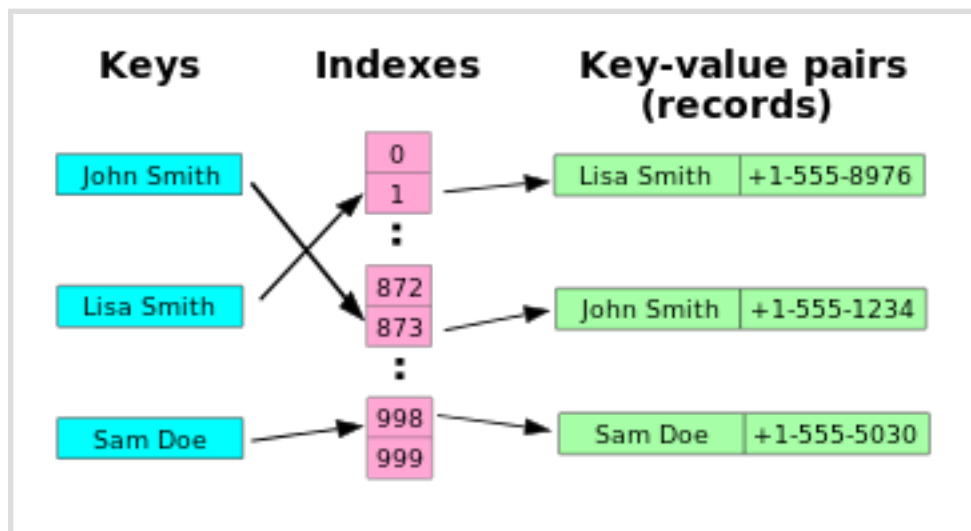 Keys
Indexes
Key-value pairs
(records)
0
John Smith
1
Lisa Smith +1-555-8976
:
Lisa Smith
872
873
John Smith +1-555-1234
:
Sam Doe
998
999
Sam Doe +1-555-5030